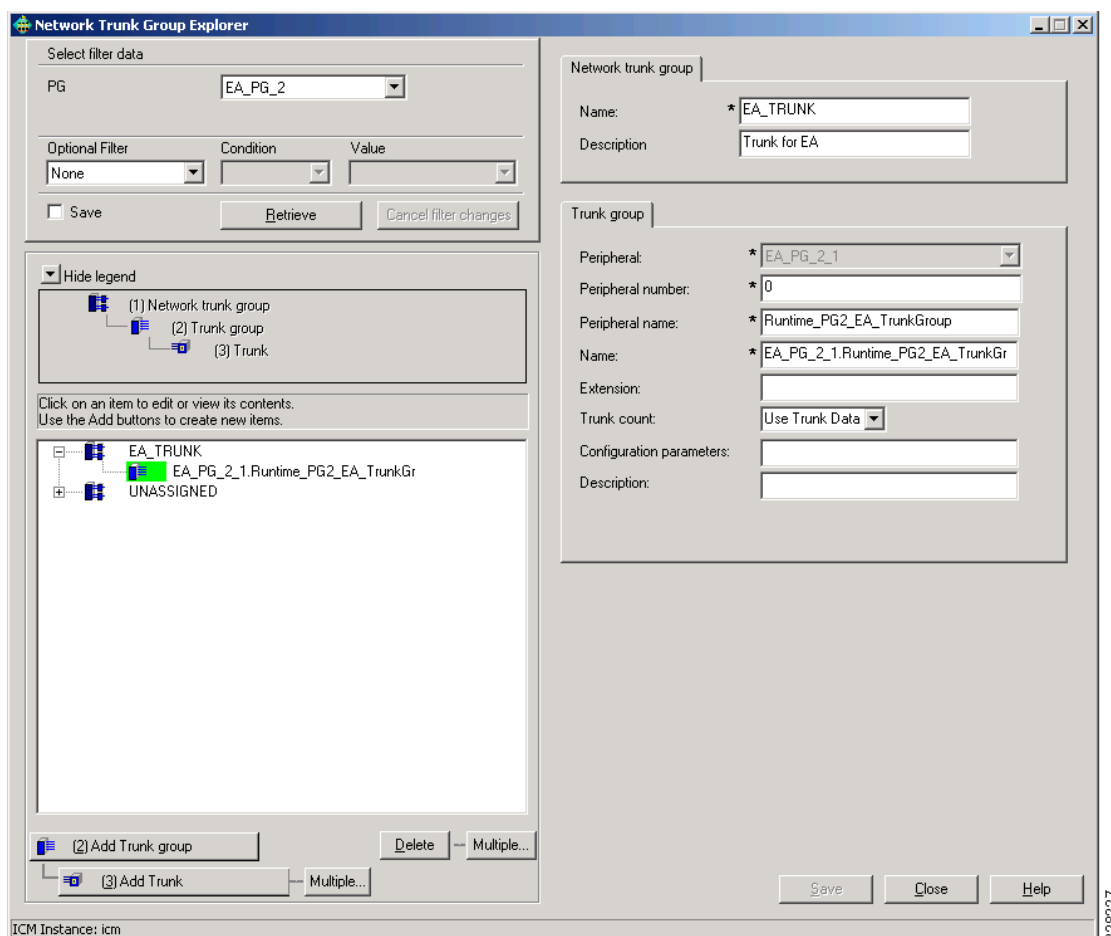 Network Trunk Group Explorer
Select filter data
PG EA_PG_2
Optional Filter Condition Value
None
Save Retrieve Cancel filter changes
Hide legend
(1) Network trunk group
(2) Trunk group
(3) Trunk
Click on an item to edit or view its contents.
Use the Add buttons to create new items.
EA_TRUNK
EA_PG_2_1.Runtime_PG2_EA_TrunkGr
UNASSIGNED
(2) Add Trunk group Delete Multiple...
(3) Add Trunk Multiple...
Network trunk group
Name: * EA_TRUNK
Description Trunk for EA
Trunk group
Peripheral: * EA_PG_2_1
Peripheral number: * 0
Peripheral name: * Runtime_PG2_EA_TrunkGroup
Name: * EA_PG_2_1.Runtime_PG2_EA_TrunkGr
Extension:
Trunk count: Use Trunk Data
Configuration parameters:
Description:
Save Close Help
ICM Instance: icm